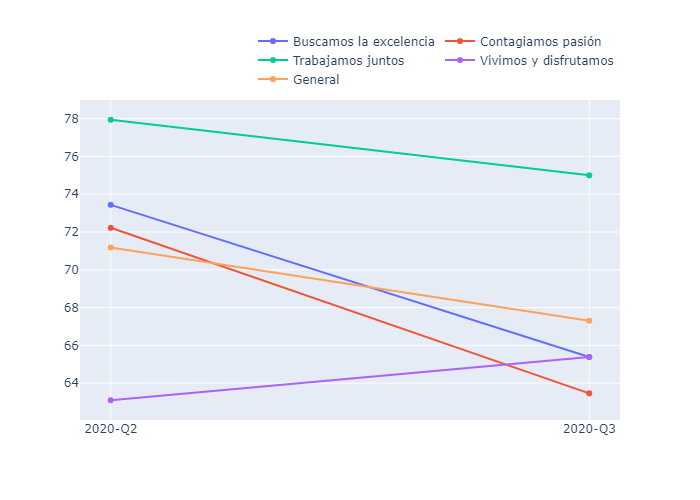 Buscamos la excelencia Contagiamos pasión
Trabajamos juntos Vivimos y disfrutamos
General
78
76
74
72
70
68
66
64
2020-Q2 2020-Q3